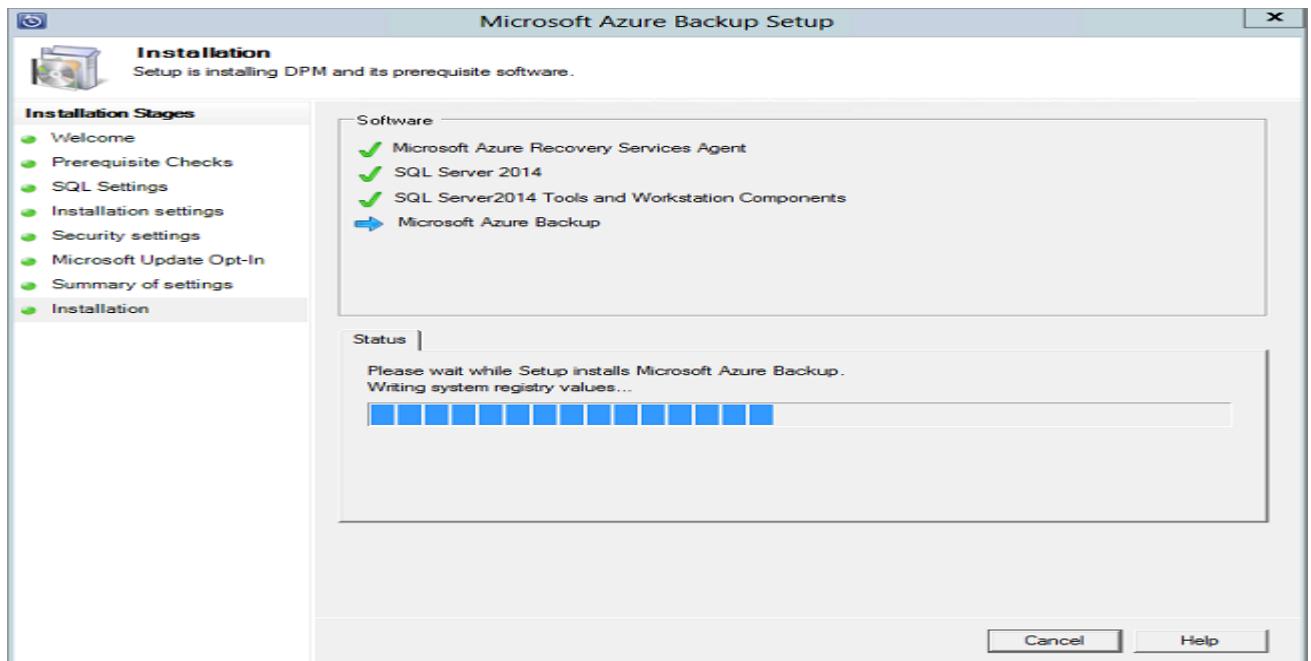 Microsoft Azure Backup Setup
Installation
Setup is installing DPM and its prerequisite software.
Installation Stages
Welcome
Prerequisite Checks
SQL Settings
Installation settings
Security settings
Microsoft Update Opt-In
Summary of settings
Installation
Software
Microsoft Azure Recovery Services Agent
SQL Server 2014
SQL Server2014 Tools and Workstation Components
Microsoft Azure Backup
Status
Please wait while Setup installs Microsoft Azure Backup.
Writing system registry values...
Cancel
Help